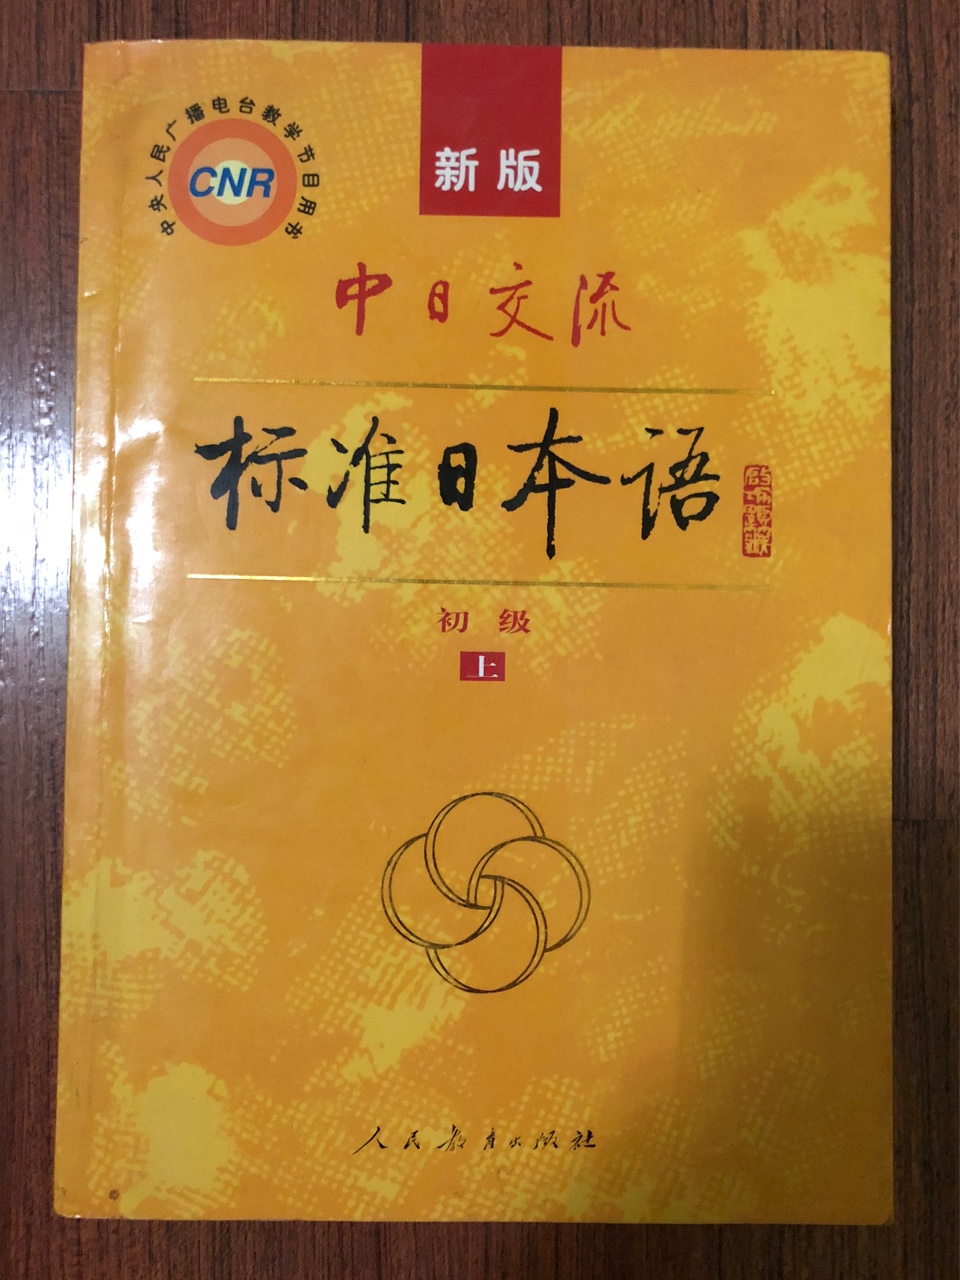 中央人民广播电台教学节目用书
CNR
新版
中日交流
标准日本语
初级
上
人民教育出版社